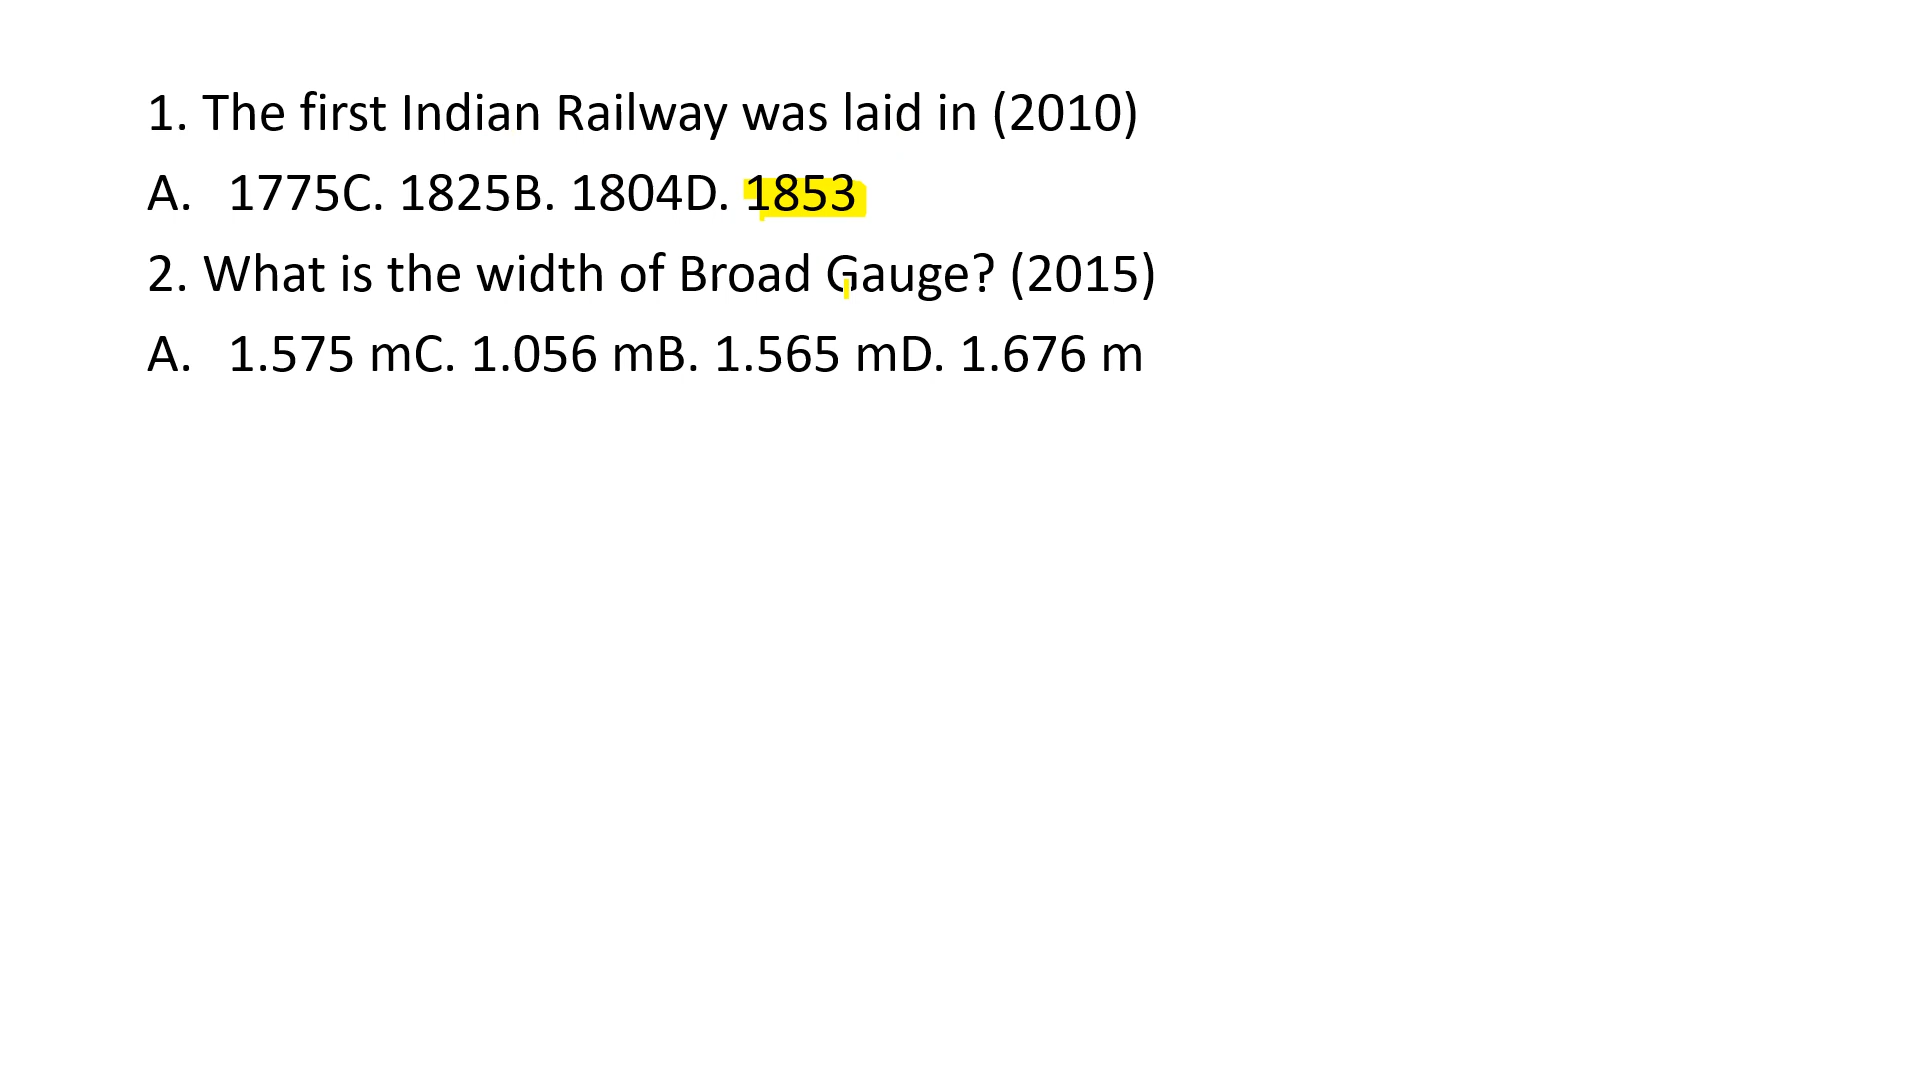 1. The first Indian Railway was laid in (2010)
A. 1775C. 1825B. 1804D. 1853
2. What is the width of Broad Gauge? (2015)
A. 1.575 mC. 1.056 mB. 1.565 mD. 1.676 m